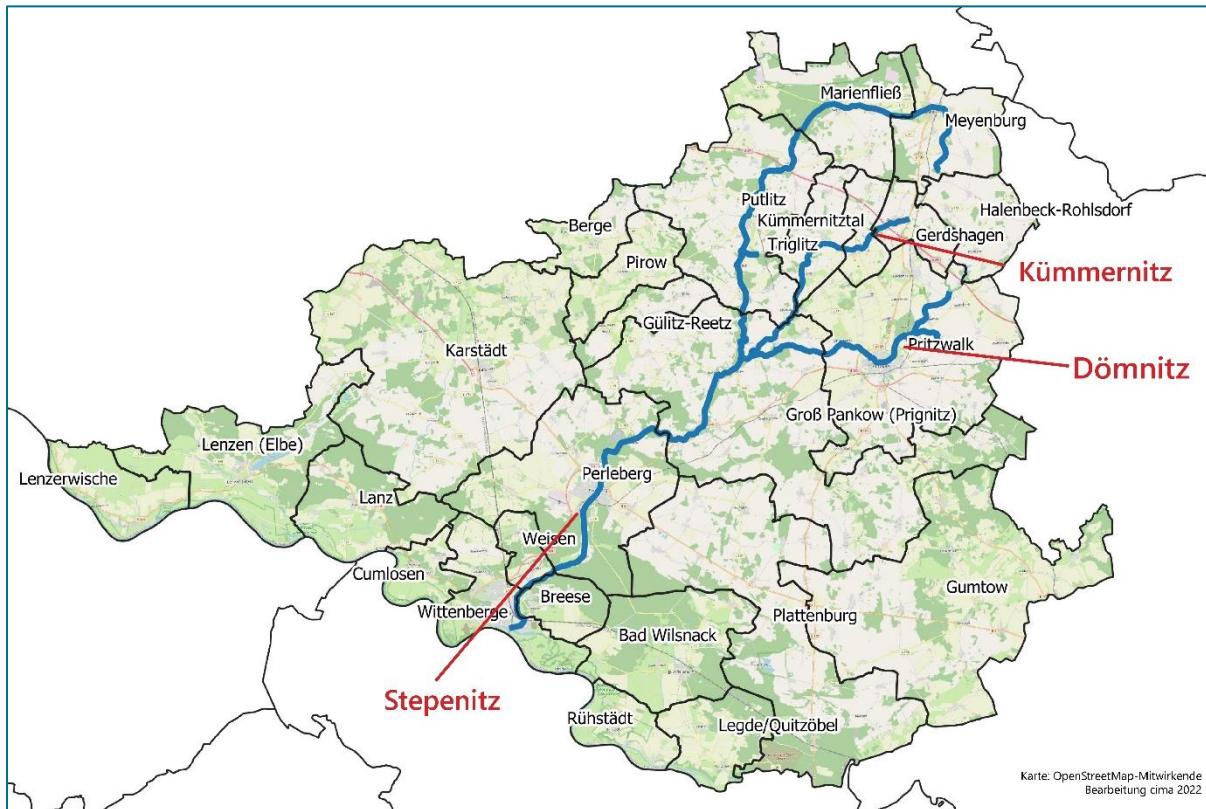 Marienfließ
Meyenburg
Putlitz
Halenbeck-Rohlsdorf
Kümmernitztal
Berge
Gerdshagen
Triglitz
Pirow
Kümmernitz
Gülitz-Reetz
Pritzwalk
Karstädt
Dömnitz
Groß Pankow (Prignitz)
Lenzen (Elbe)
Perleberg
Lenzerwische
Lanz
Weisen
Cumlosen
Gumtow
Breese
Wittenberge
Plattenburg
Bad Wilsnack
Stepenitz
Rühstädt
Legde/Quitzöbel
Karte: OpenStreetMap-Mitwirkende
Bearbeitung cima 2022